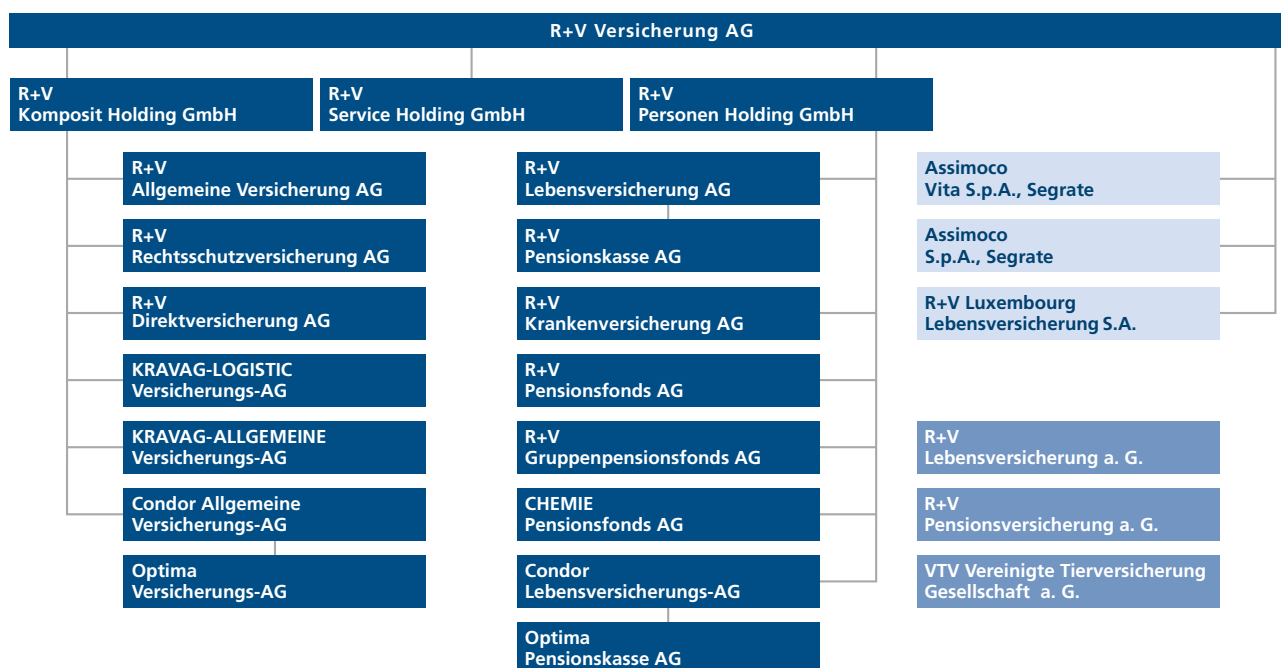 R+V Versicherung AG
R+V
Komposit Holding GmbH
R+V
Service Holding GmbH
R+V
Personen Holding GmbH
R+V
Allgemeine Versicherung AG
R+V
Rechtsschutzversicherung AG
R+V
Direktversicherung AG
KRAVAG-LOGISTIC
Versicherungs-AG
KRAVAG-ALLGEMEINE
Versicherungs-AG
Condor Allgemeine
Versicherungs-AG
Optima
Versicherungs-AG
R+V
Lebensversicherung AG
R+V
Pensionskasse AG
R+V
Krankenversicherung AG
R+V
Pensionsfonds AG
R+V
Gruppenpensionsfonds AG
CHEMIE
Pensionsfonds AG
Condor
Lebensversicherungs-AG
Optima
Pensionskasse AG
Assimoco
Vita S.p.A., Segrate
Assimoco
S.p.A., Segrate
R+V Luxembourg
Lebensversicherung S.A.
R+V
Lebensversicherung a. G.
R+V
Pensionsversicherung a. G.
VTV Vereinigte Tierversicherung
Gesellschaft a. G.